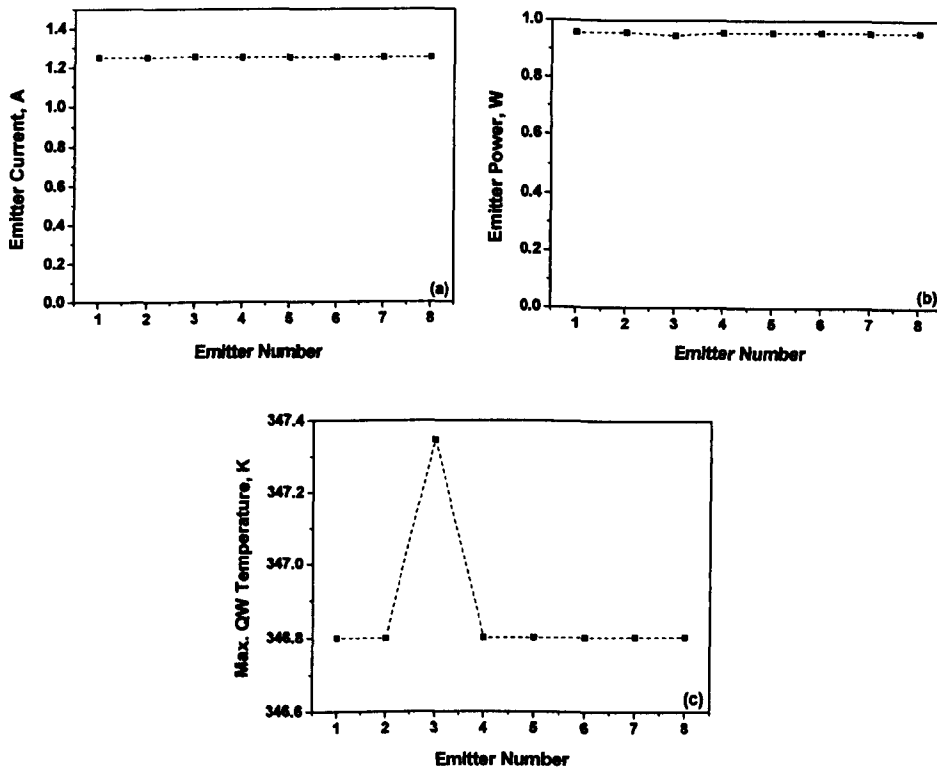 Emitter Current, A
1.4
1.2
1.0
0.8
0.6
0.4
0.2
0.0
1 2 3 4 5 6 7 8
(a)
Emitter Number
Emitter Power, W
1.0
0.8
0.6
0.4
0.2
0.0
1 2 3 4 5 6 7 8
(b)
Emitter Number
Max. QW Temperature, K
347.4
347.2
347.0
346.8
346.6
1 2 3 4 5 6 7 8
(c)
Emitter Number